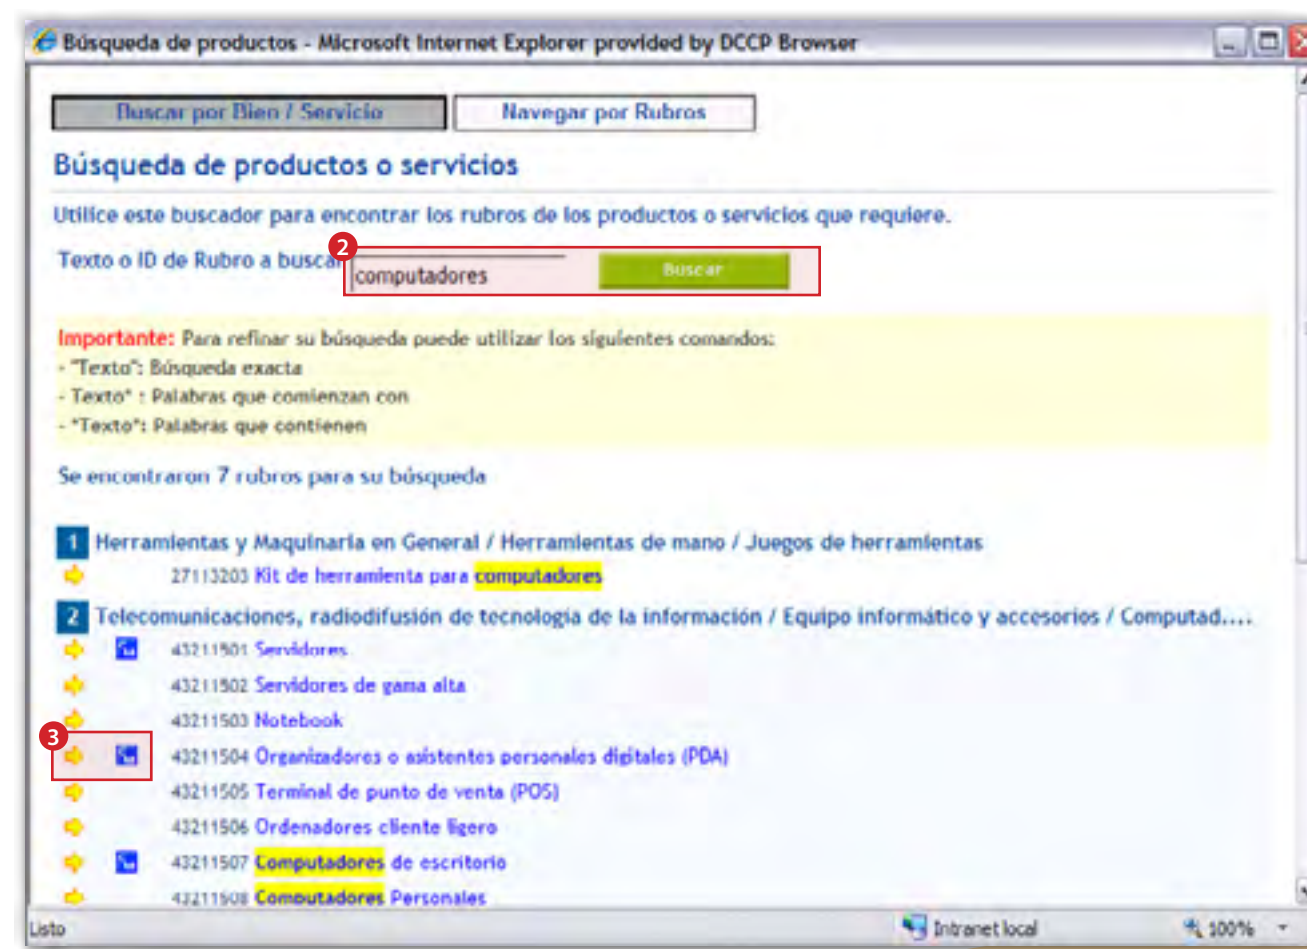 Búsqueda de productos - Microsoft Internet Explorer provided by DCCP Browser
Buscar por Bien / Servicio
Navegar por Rubros
Búsqueda de productos o servicios
Utilice este buscador para encontrar los rubros de los productos o servicios que requiere.
2
Texto o ID de Rubro a buscar computadores Buscar
Importante: Para refinar su búsqueda puede utilizar los siguientes comandos:
- "Texto": Búsqueda exacta
- Texto* : Palabras que comienzan con
- *Texto*: Palabras que contienen
Se encontraron 7 rubros para su búsqueda
1 Herramientas y Maquinaria en General / Herramientas de mano / Juegos de herramientas
27113203 Kit de herramienta para computadores
2 Telecomunicaciones, radiodifusión de tecnología de la información / Equipo informático y accesorios / Computad....
43211501 Servidores
43211502 Servidores de gama alta
43211503 Notebook
3
43211504 Organizadores o asistentes personales digitales (PDA)
43211505 Terminal de punto de venta (POS)
43211506 Ordenadores cliente ligero
43211507 Computadores de escritorio
43211508 Computadores Personales
Listo Intranet local 100%